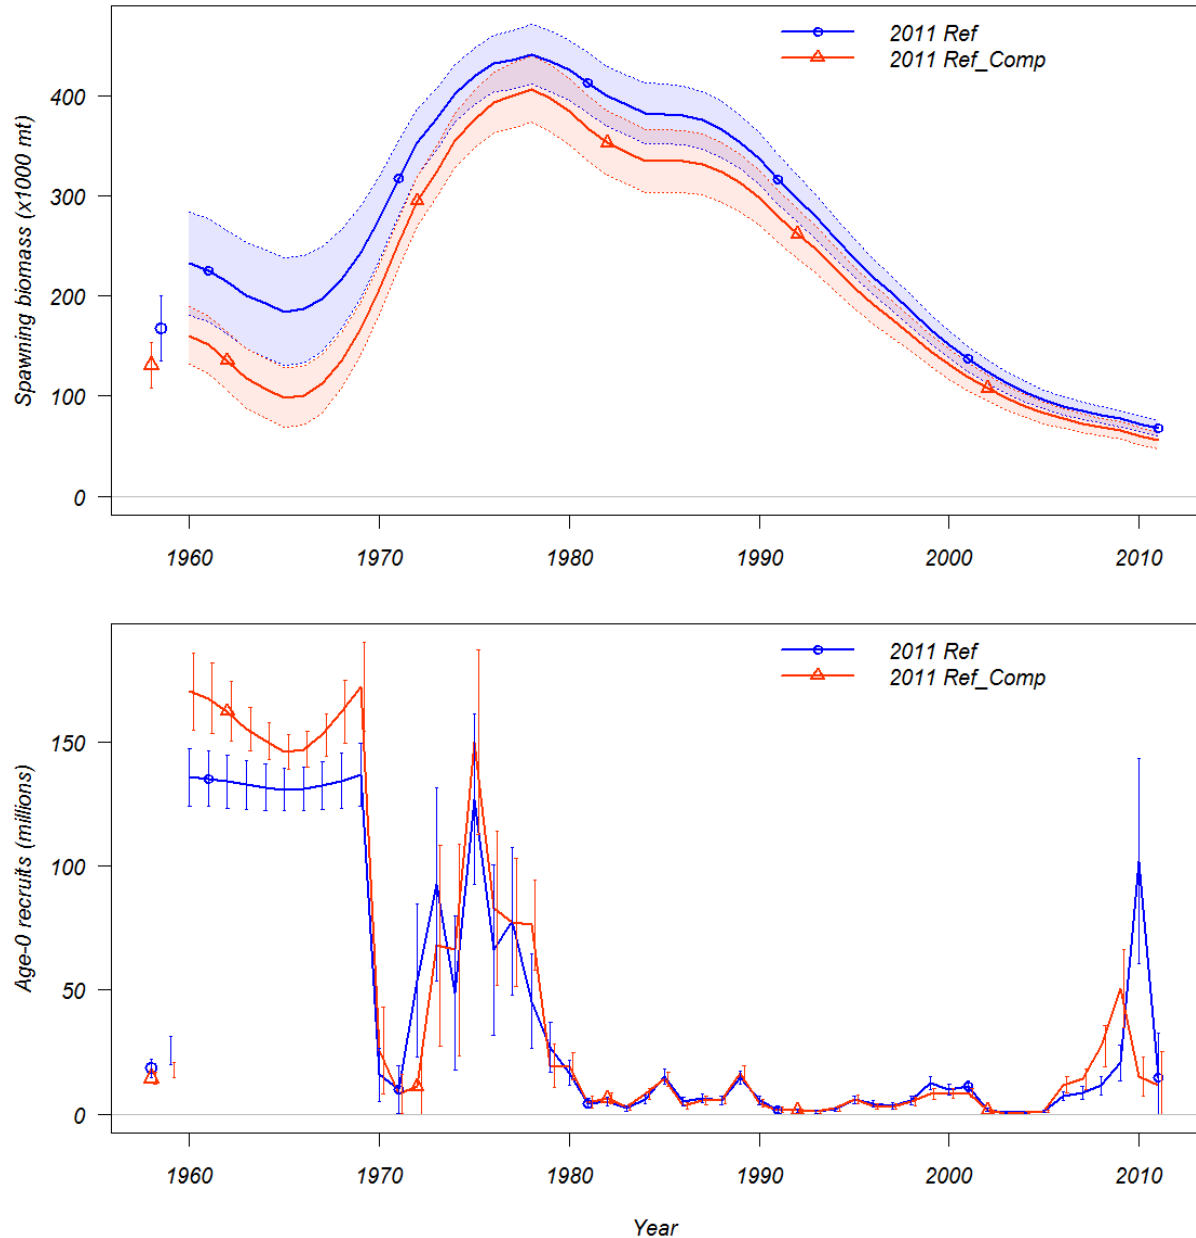 2011 Ref
2011 Ref_Comp
Spawning biomass (x1000 mt)
400
300
200
100
0
1960 1970 1980 1990 2000 2010
2011 Ref
2011 Ref_Comp
Age-0 recruits (millions)
150
100
50
0
1960 1970 1980 1990 2000 2010
Year